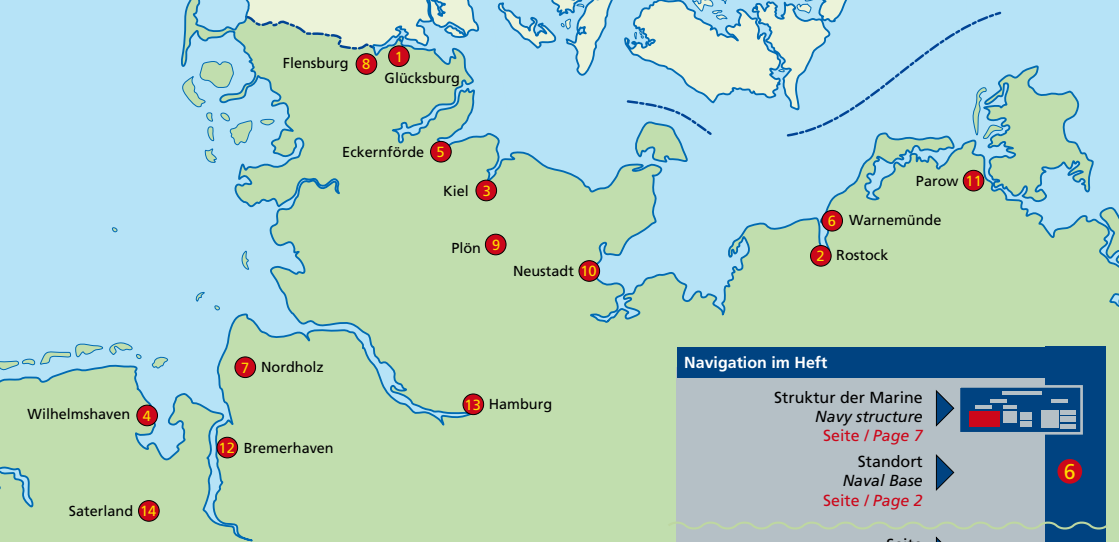 Flensburg 8
1
Glücksburg
Eckernförde 5
Kiel 3
Parow 11
6 Warnemünde
Plön 9
2 Rostock
Neustadt 10
Navigation im Heft
7 Nordholz
Struktur der Marine
Navy structure
Seite / Page 7
13 Hamburg
Wilhelmshaven 4
12 Bremerhaven
Standort
Naval Base
Seite / Page 2
6
Saterland 14